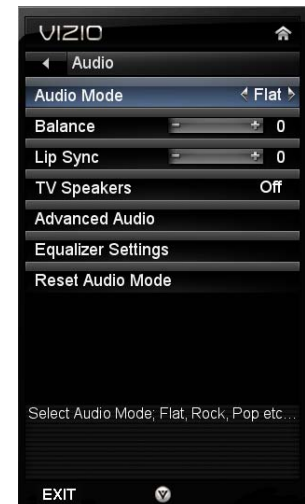 VIZIO
Audio
Audio Mode Flat
Balance - + 0
Lip Sync - + 0
TV Speakers Off
Advanced Audio
Equalizer Settings
Reset Audio Mode
Select Audio Mode; Flat, Rock, Pop etc...
EXIT